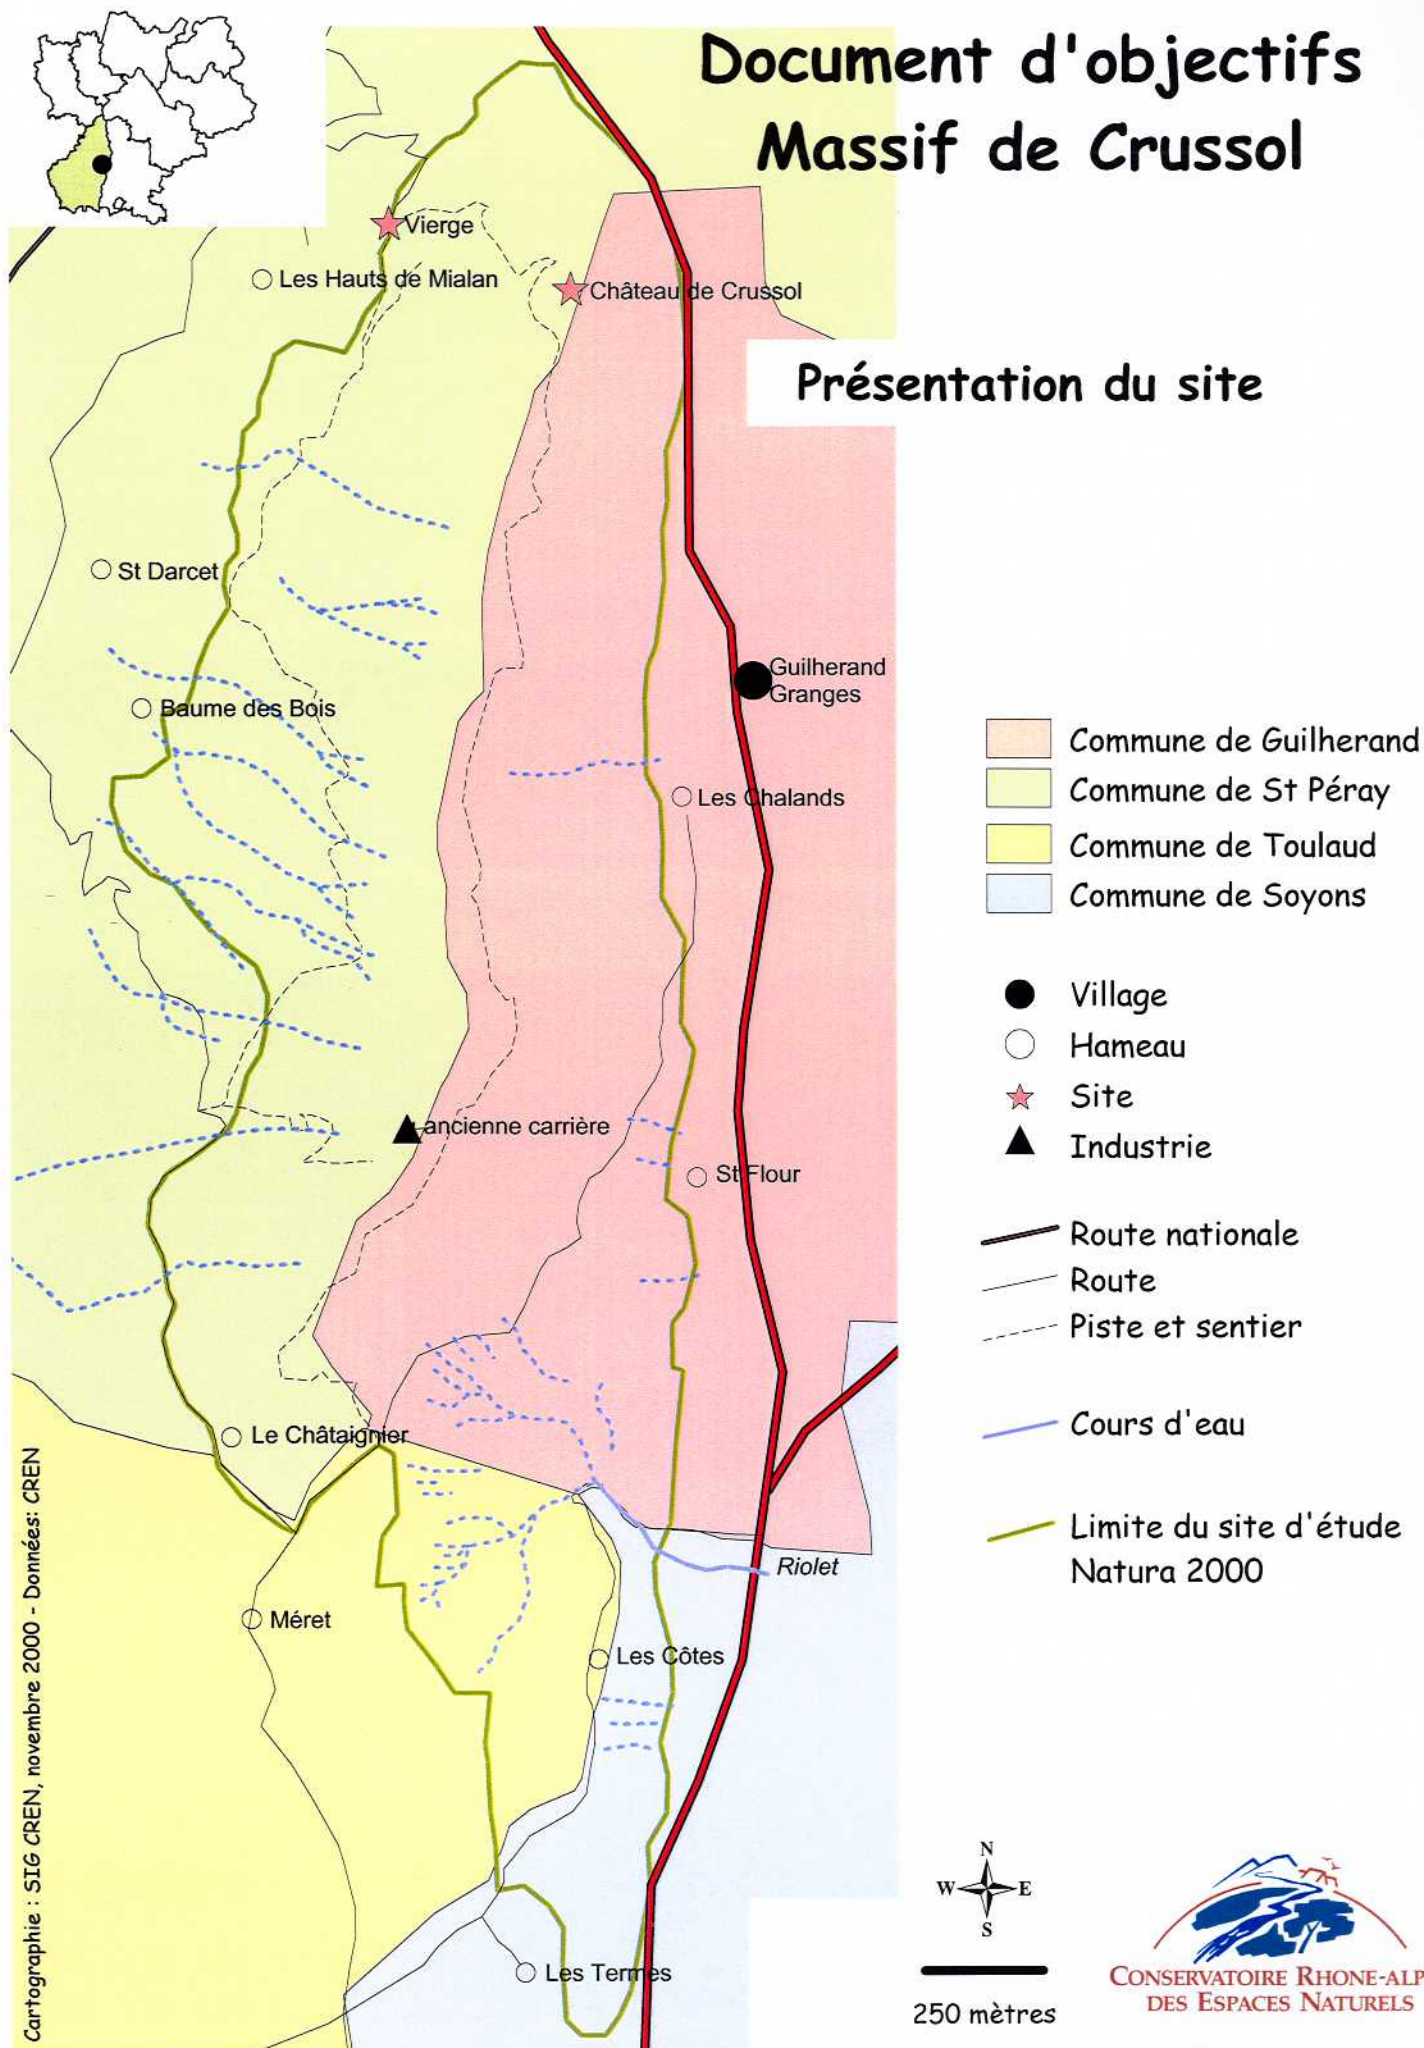 Document d'objectifs
Massif de Crussol
Présentation du site
Vierge
Les Hauts de Mialan
Château de Crussol
St Darcet
Baume des Bois
Guilherand
Granges
Les Chalands
ancienne carrière
St Flour
Le Châtaignier
Méret
Riolet
Les Côtes
Les Termes
Commune de Guilherand
Commune de St Péray
Commune de Toulaud
Commune de Soyons
Village
Hameau
Site
Industrie
Route nationale
Route
Piste et sentier
Cours d'eau
Limite du site d'étude
Natura 2000
N
W E
S
250 mètres
CONSERVATOIRE RHONE-ALP
DES ESPACES NATURELS
Cartographie : SIG CREN, novembre 2000 - Données: CREN